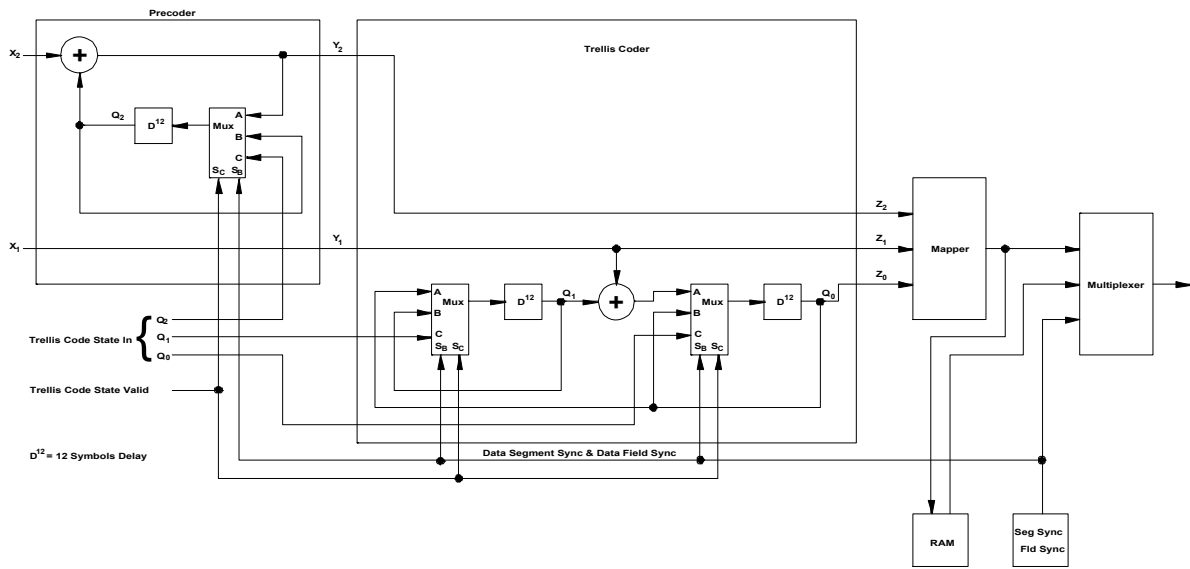 Precoder
X2
+
Y2
Trellis Coder
Q2
D12
Mux
A
B
C
SC SB
X1
Y1
Z2
Z1
Z0
Mapper
Multiplexer
A
Mux
B
C
SB SC
D12
Q1
+
A
Mux
B
C
SB SC
D12
Q0
Trellis Code State In
{
Q2
Q1
Q0
Trellis Code State Valid
D12 = 12 Symbols Delay
Data Segment Sync & Data Field Sync
RAM
Seg Sync
Fld Sync